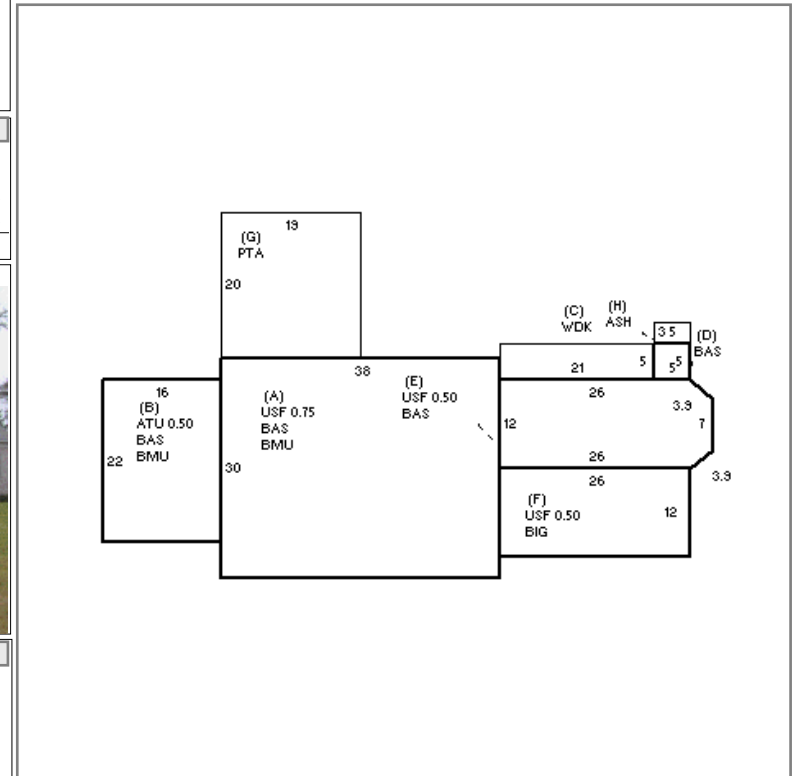 19
(G)
PTA
20
(C)
WDK
(H)
ASH
3 5
(D)
BAS
38
21
5
5
5
16
(B)
ATU 0.50
BAS
BMU
22
(A)
USF 0.75
BAS
BMU
30
(E)
USF 0.50
BAS
26
3.9
12
7
26
3.9
26
(F)
USF 0.50
BIG
12